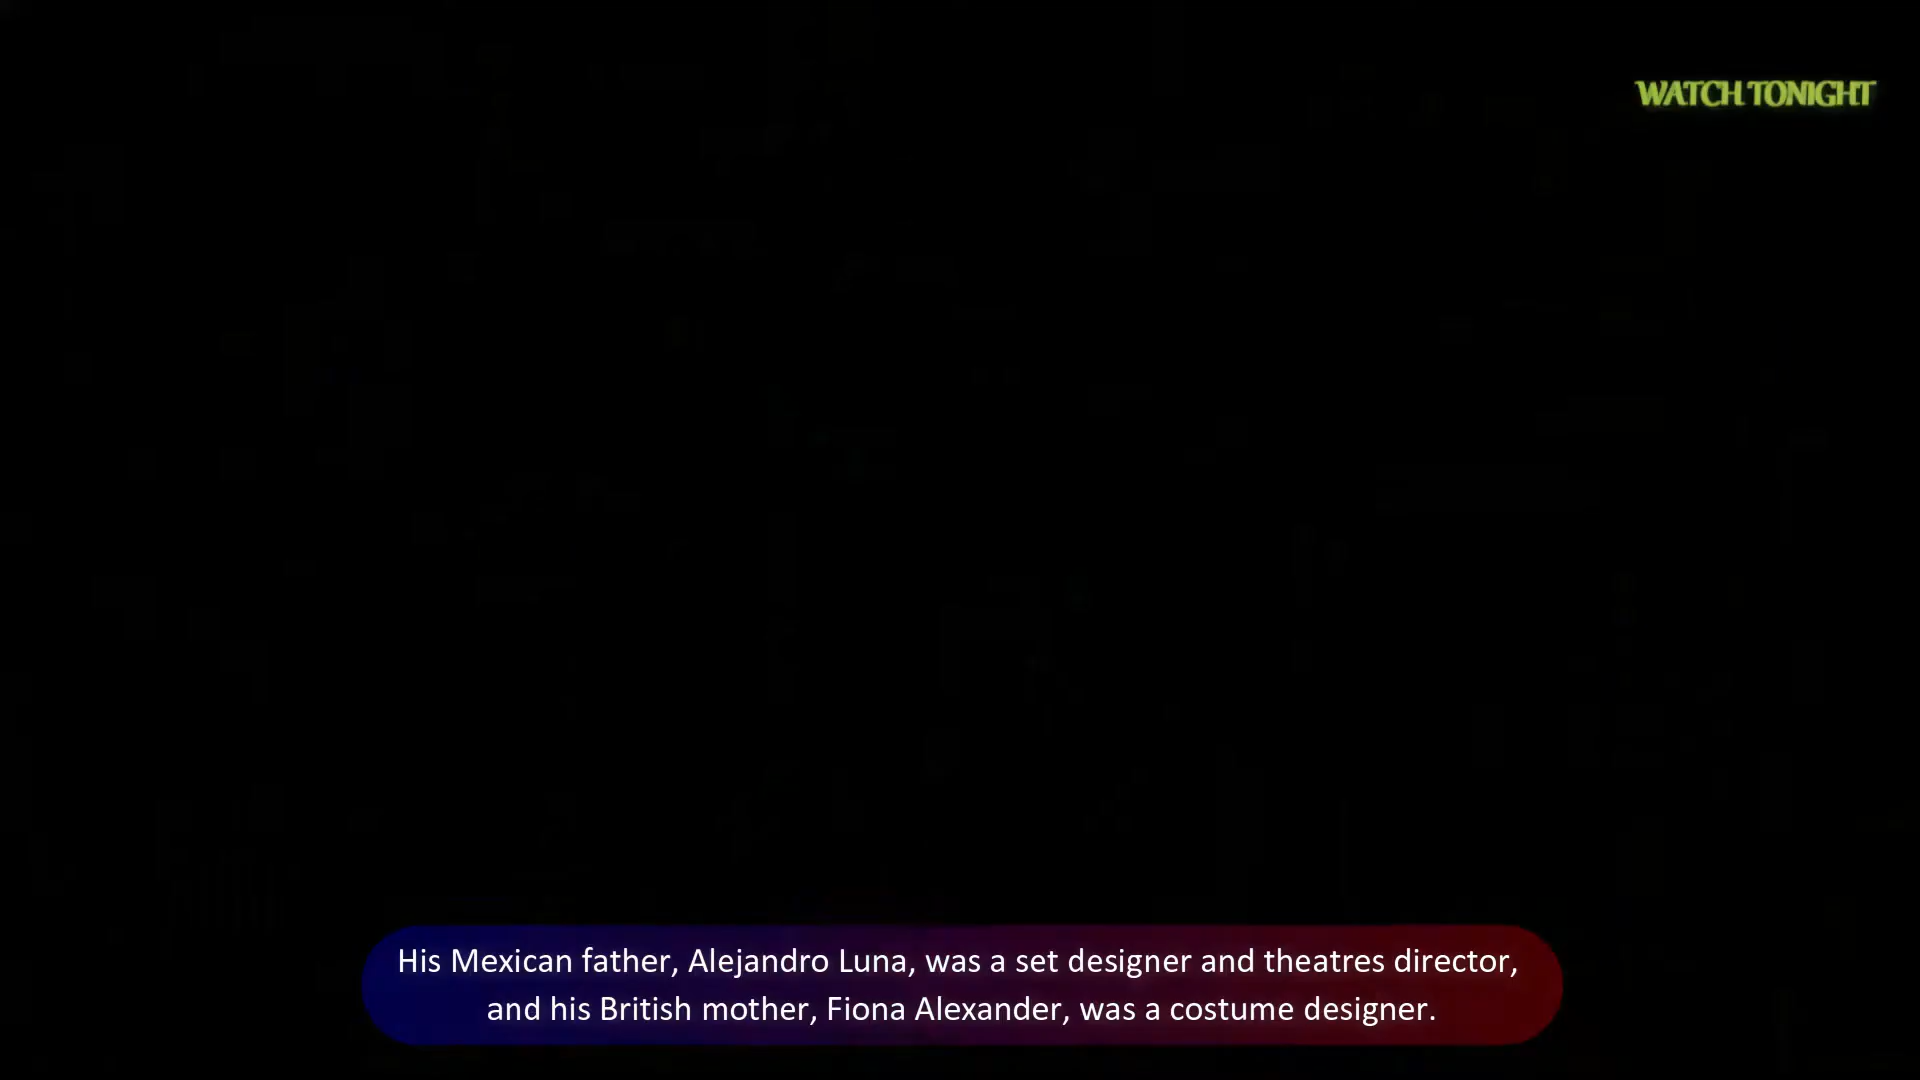 WATCH TONIGHT
His Mexican father, Alejandro Luna, was a set designer and theatres director,
and his British mother, Fiona Alexander, was a costume designer.